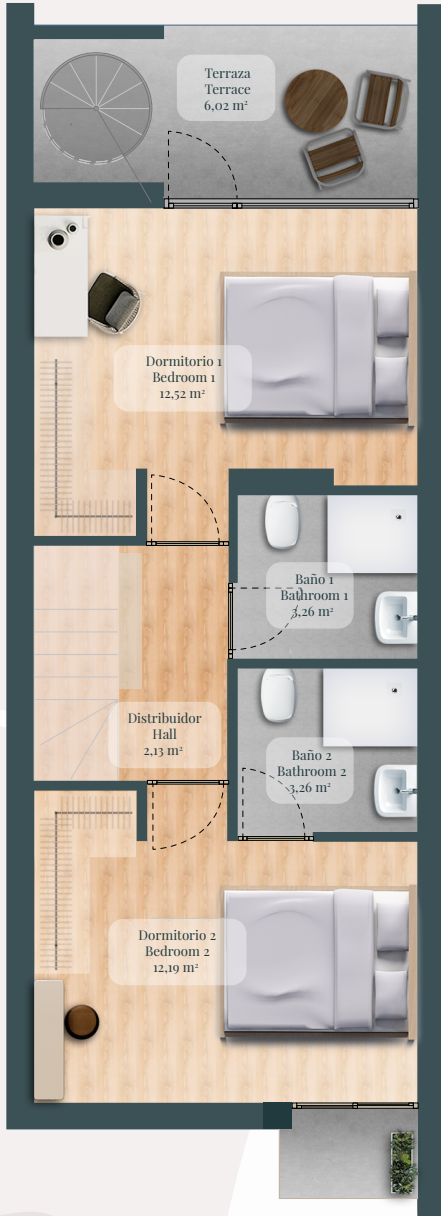 Terraza
Terrace
6,02 m²
Dormitorio 1
Bedroom 1
12,52 m²
Baño 1
Bathroom 1
3,26 m²
Distribuidor
Hall
2,13 m²
Baño 2
Bathroom 2
3,26 m²
Dormitorio 2
Bedroom 2
12,19 m²